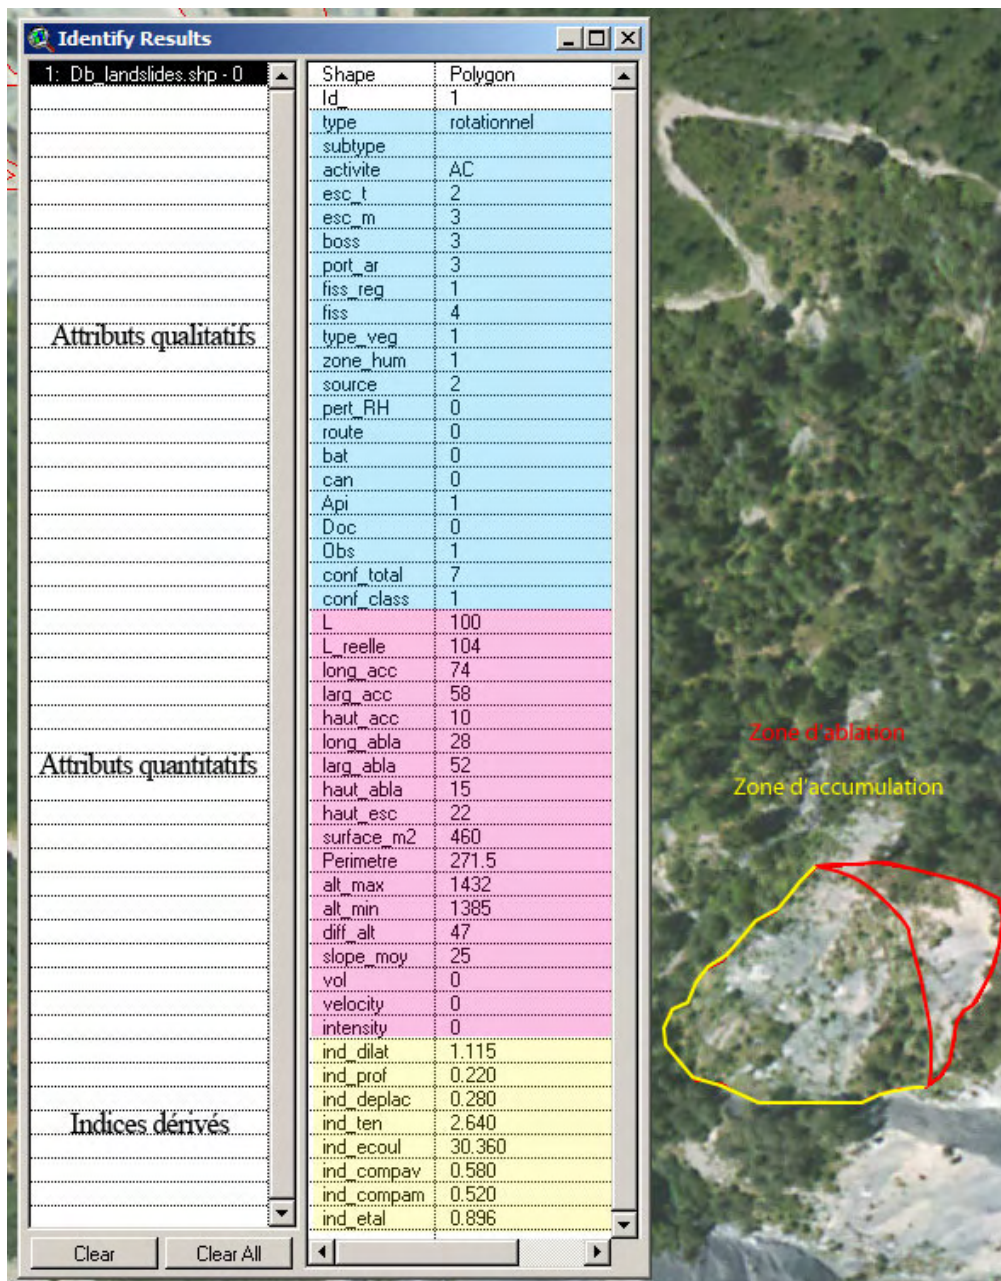 Identify Results
1: Db_landslides.shp - 0
Shape Polygon
Id_ 1
type rotationnel
subtype
activite AC
esc_t 2
esc_m 3
boss 3
port_ar 3
fiss_reg 1
fiss 4
Attributs qualitatifs
type_veg 1
zone_hum 1
source 2
pert_RH 0
route 0
bat 0
can 0
Api 1
Doc 0
Obs 1
conf_total 7
conf_class 1
L 100
L_reelle 104
long_acc 74
larg_acc 58
haut_acc 10
long_abla 28
Attributs quantitatifs
larg_abla 52
haut_abla 15
haut_esc 22
surface_m2 460
Perimetre 271.5
alt_max 1432
alt_min 1385
diff_alt 47
slope_moy 25
vol 0
velocity 0
intensity 0
ind_dilat 1.115
ind_prof 0.220
ind_deplac 0.280
Indices dérivés
ind_ten 2.640
ind_ecoul 30.360
ind_compav 0.580
ind_compam 0.520
ind_etal 0.896
Clear
Clear All
Zone d'ablation
Zone d'accumulation